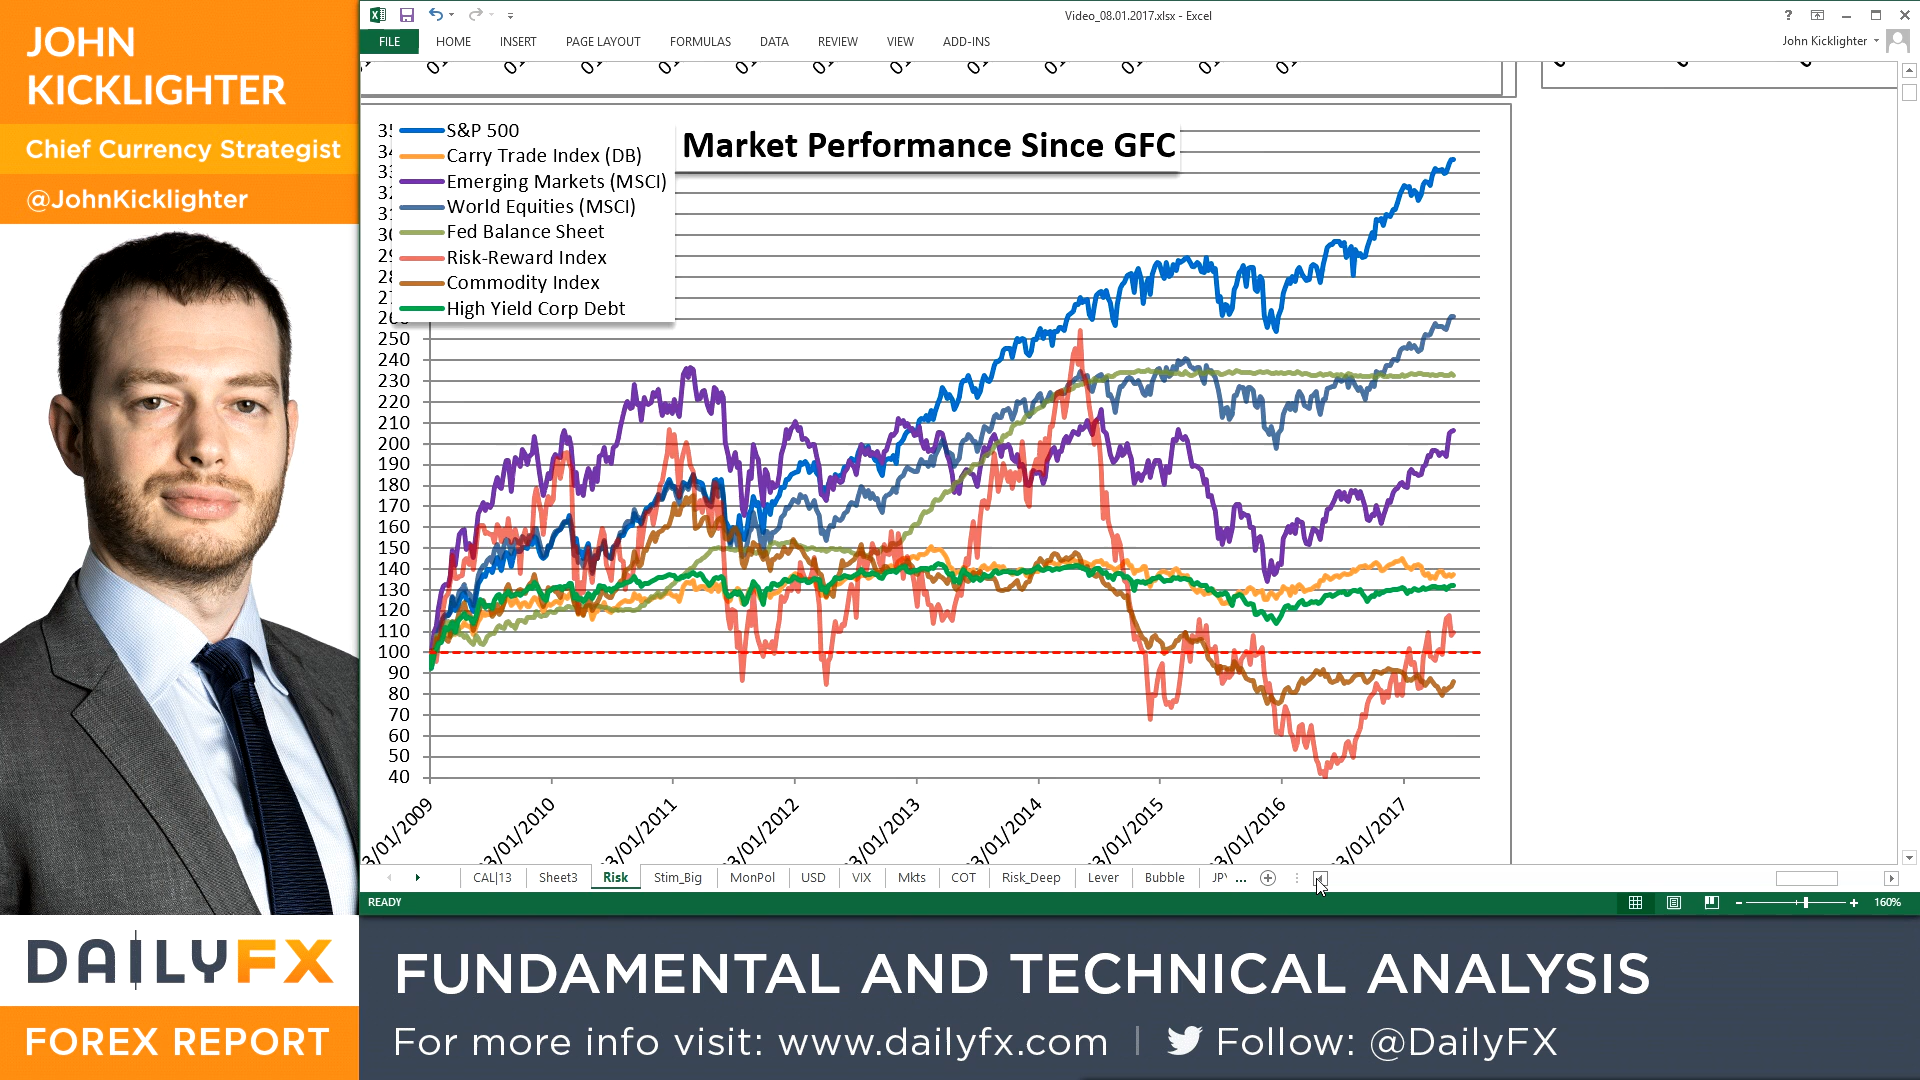 JOHN
KICKLIGHTER
Chief Currency Strategist
@JohnKicklighter
Video_08.01.2017.xlsx - Excel
FILE HOME INSERT PAGE LAYOUT FORMULAS DATA REVIEW VIEW ADD-INS
John Kicklighter
Market Performance Since GFC
S&P 500
Carry Trade Index (DB)
Emerging Markets (MSCI)
World Equities (MSCI)
Fed Balance Sheet
Risk-Reward Index
Commodity Index
High Yield Corp Debt
250
240
230
220
210
200
190
180
170
160
150
140
130
120
110
100
90
80
70
60
50
40
3/01/2009 3/01/2010 3/01/2011 3/01/2012 3/01/2013 3/01/2014 3/01/2015 3/01/2016 3/01/2017
CAL|13 Sheet3 Risk Stim_Big MonPol USD VIX Mkts COT Risk_Deep Lever Bubble JPY ...
READY
160%
DAILYFX
FOREX REPORT
FUNDAMENTAL AND TECHNICAL ANALYSIS
For more info visit: www.dailyfx.com | Follow: @DailyFX